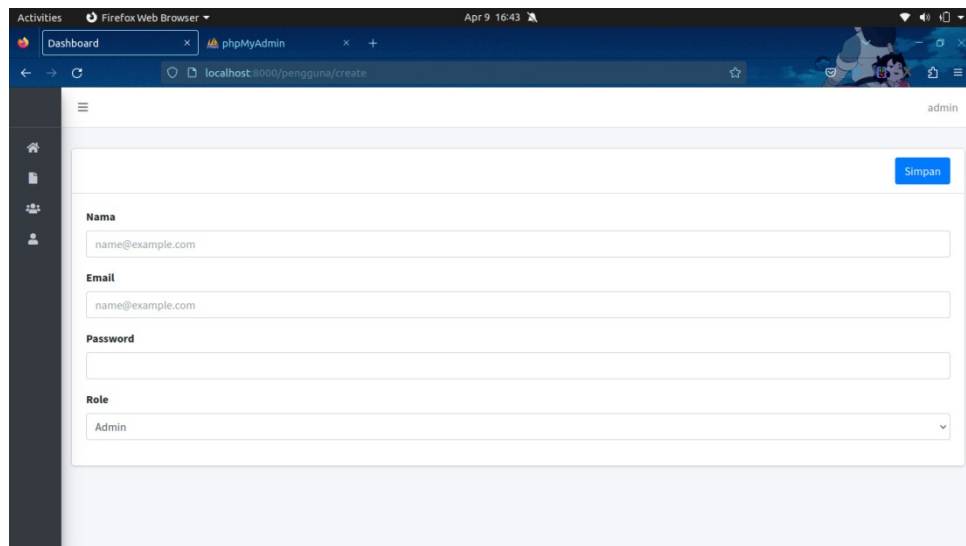 Activities
Firefox Web Browser
Apr 9 16:43
Dashboard
phpMyAdmin
localhost:8000/pengguna/create
admin
Simpan
Nama
name@example.com
Email
name@example.com
Password
Role
Admin